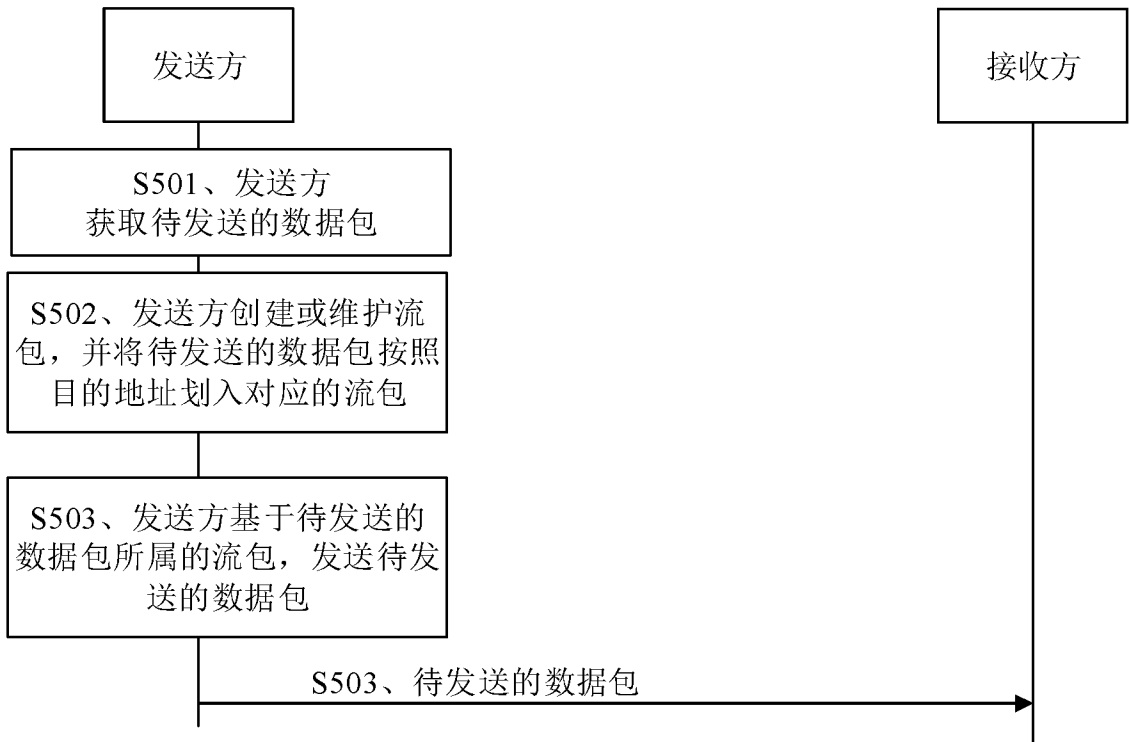 发送方
接收方
S501、发送方
获取待发送的数据包
S502、发送方创建或维护流
包，并将待发送的数据包按照
目的地址划入对应的流包
S503、发送方基于待发送的
数据包所属的流包，发送待发
送的数据包
S503、待发送的数据包